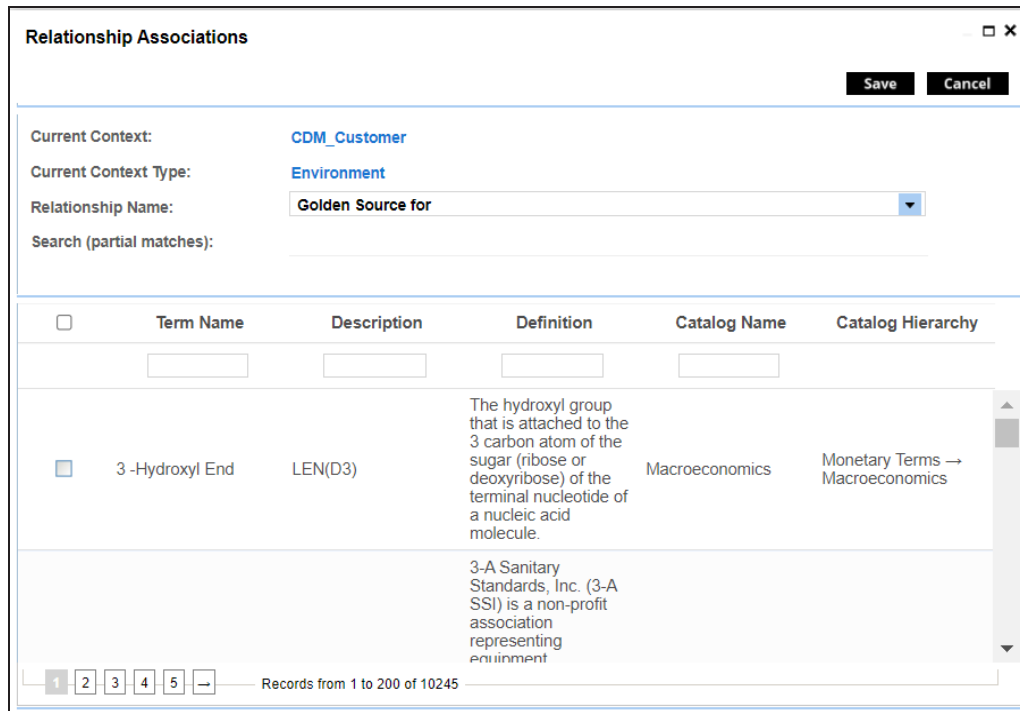 Relationship Associations
Save Cancel
Current Context: CDM_Customer
Current Context Type: Environment
Relationship Name: Golden Source for
Search (partial matches):
Term Name Description Definition Catalog Name Catalog Hierarchy
The hydroxyl group
that is attached to the
3 carbon atom of the
sugar (ribose or
3 -Hydroxyl End LEN(D3) deoxyribose) of the Macroeconomics Monetary Terms →
Macroeconomics
terminal nucleotide of
a nucleic acid
molecule.
3-A Sanitary
Standards, Inc. (3-A
SSI) is a non-profit
association
representing
equipment
1 2 3 4 5 → Records from 1 to 200 of 10245